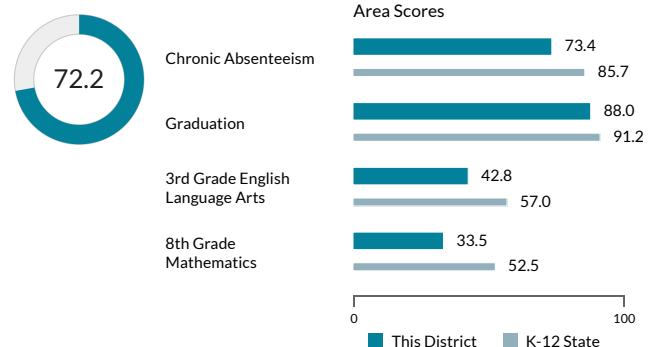 72.2
Area Scores
Chronic Absenteeism
73.4
85.7
Graduation
88.0
91.2
3rd Grade English
Language Arts
42.8
57.0
8th Grade
Mathematics
33.5
52.5
0
100
This District
K-12 State